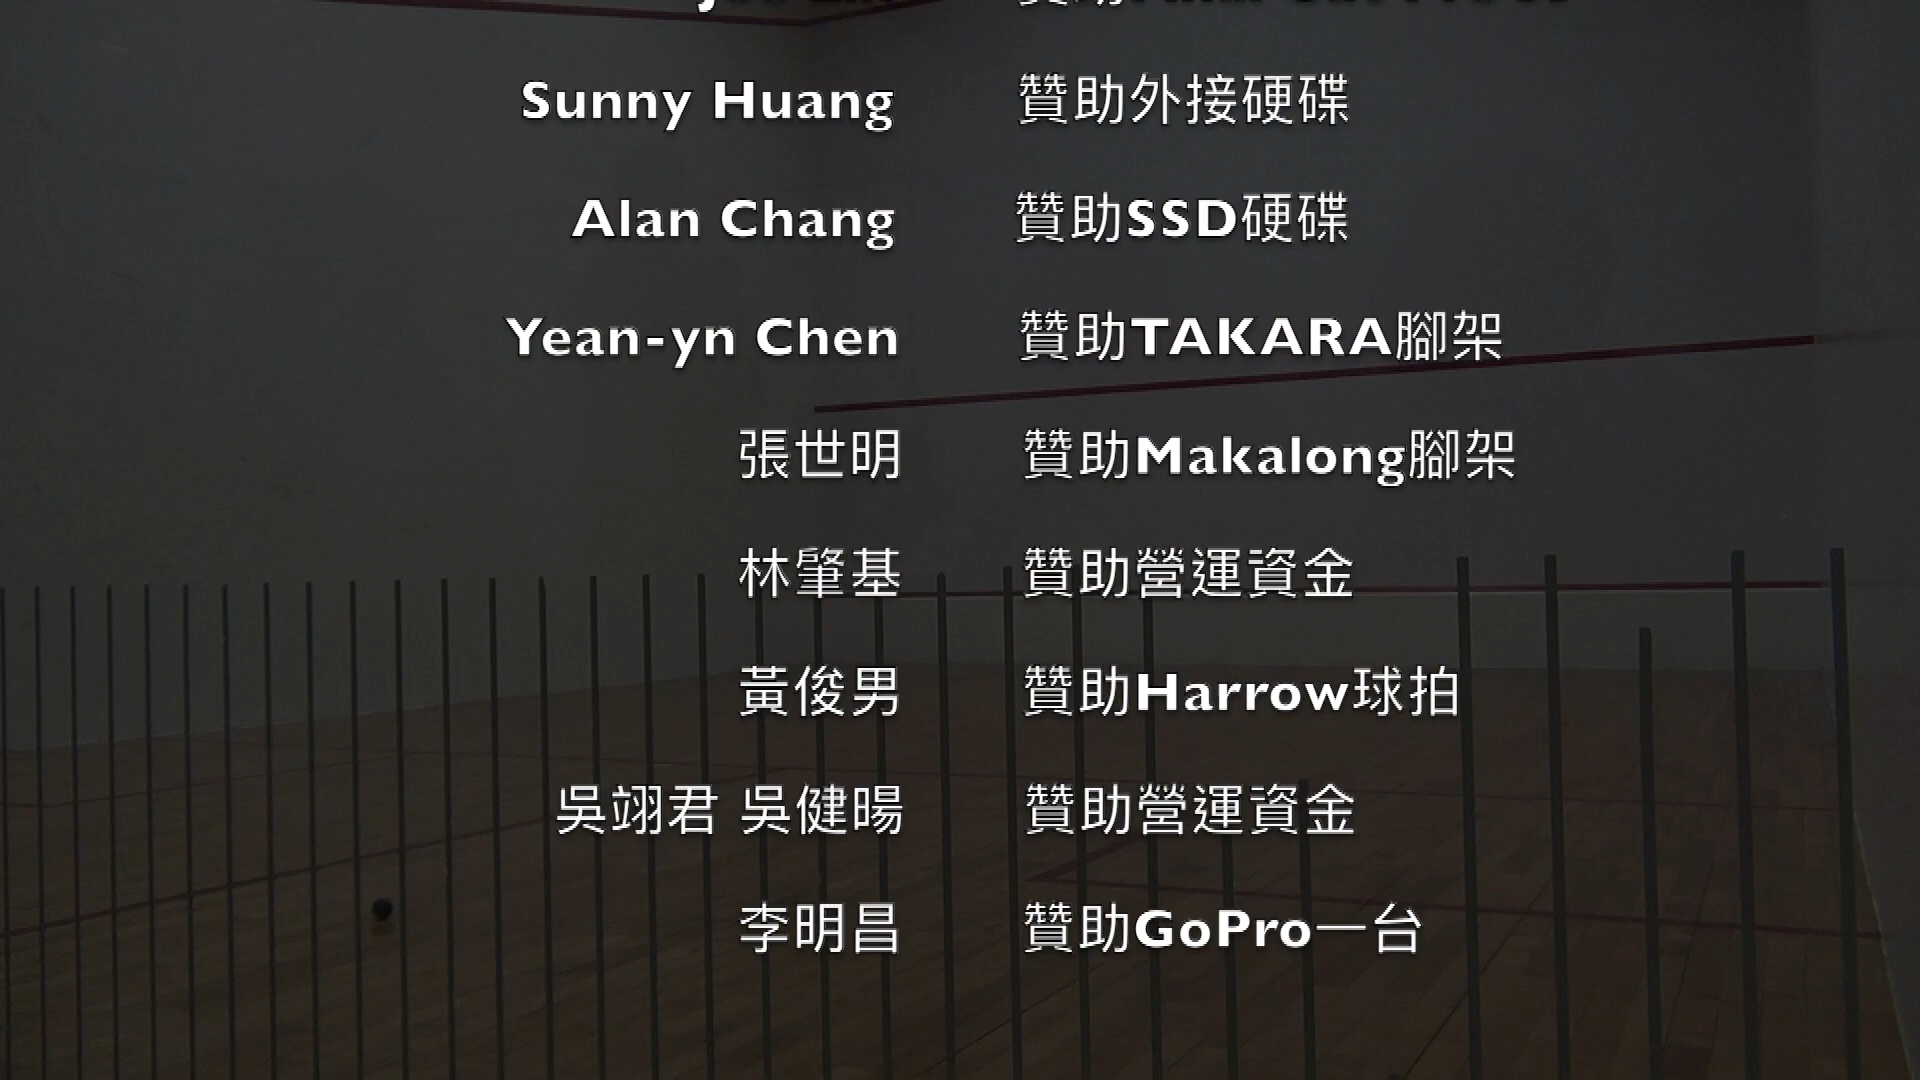 Sunny Huang 贊助外接硬碟
Alan Chang 贊助SSD硬碟
Yean-yn Chen 贊助TAKARA腳架
張世明 贊助Makalong腳架
林肇基 贊助營運資金
黃俊男 贊助Harrow球拍
吳翊君 吳健暘 贊助營運資金
李明昌 贊助GoPro一台